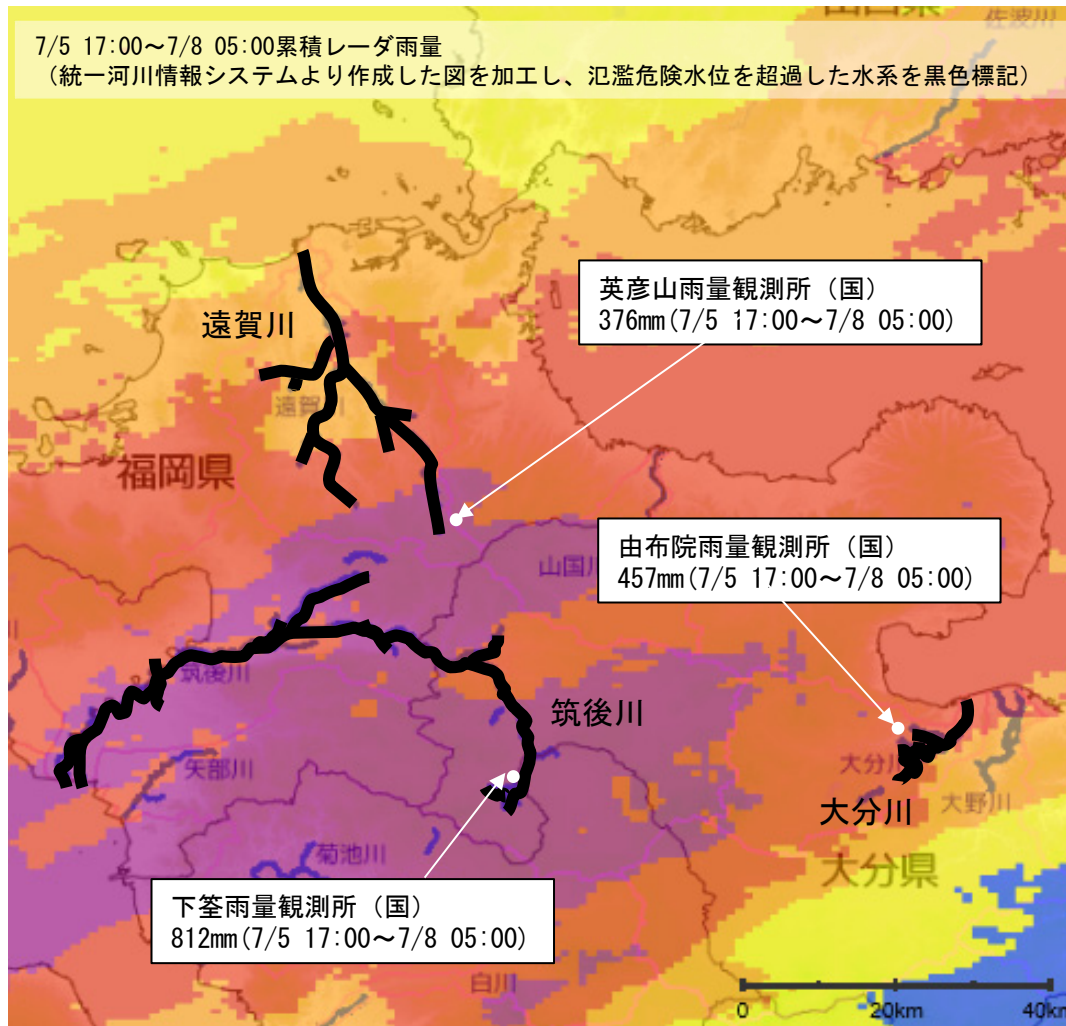 山口県
佐波川
7/5 17:00～7/8 05:00累積レーダ雨量
（統一河川情報システムより作成した図を加工し、氾濫危険水位を超過した水系を黒色標記）
英彦山雨量観測所（国）
376mm(7/5 17:00～7/8 05:00)
遠賀川
遠賀川
福岡県
由布院雨量観測所（国）
457mm(7/5 17:00～7/8 05:00)
山国川
筑後川
筑後川
矢部川
大分川
大野川
大分川
菊池川
大分県
下筌雨量観測所（国）
812mm(7/5 17:00～7/8 05:00)
白川
0 20km 40km